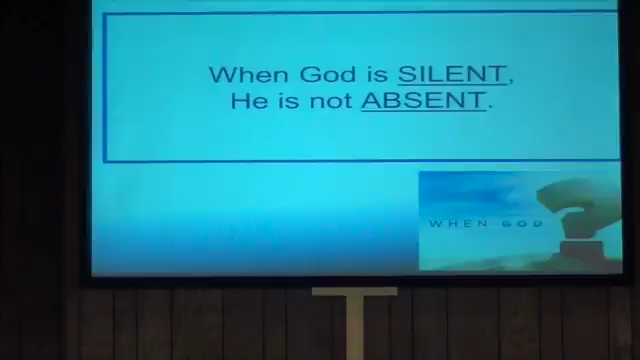 When God is SILENT,
He is not ABSENT.
WHEN GOD